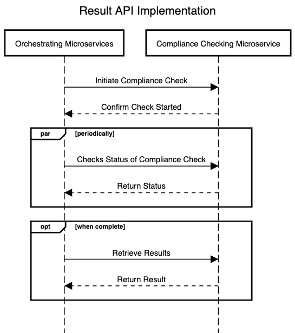 Result API Implementation
Orchestrating Microservices
Compliance Checking Microservice
Initiate Compliance Check
Confirm Check Started
par
[periodically]
Checks Status of Compliance Check
Return Status
opt
[when complete]
Retrieve Results
Return Result